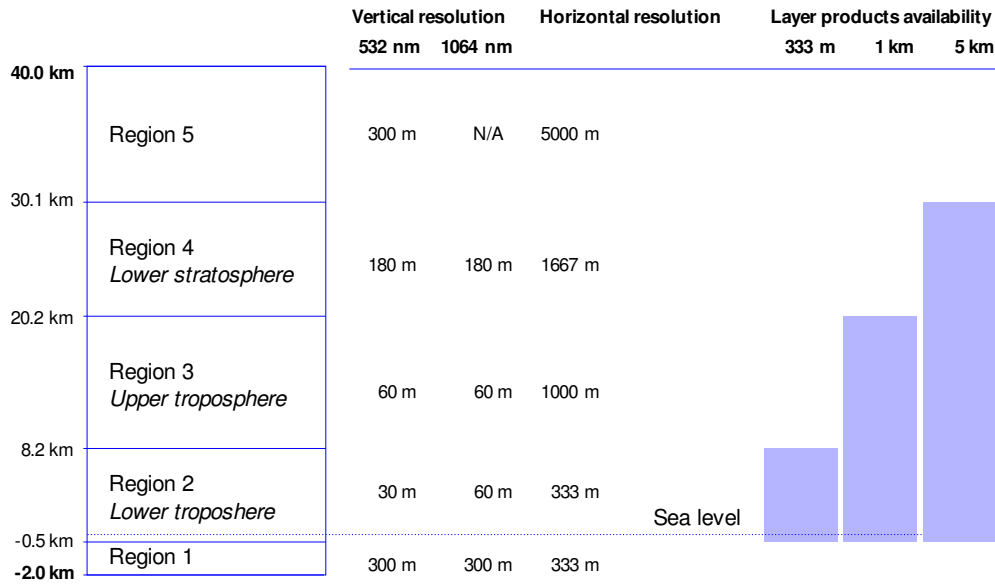 Vertical resolution Horizontal resolution Layer products availability
532 nm 1064 nm 333 m 1 km 5 km
40.0 km
Region 5 300 m N/A 5000 m
30.1 km
Region 4
Lower stratosphere 180 m 180 m 1667 m
20.2 km
Region 3
Upper troposphere 60 m 60 m 1000 m
8.2 km
Region 2 30 m 60 m 333 m
Lower troposhere
Sea level
-0.5 km
Region 1 300 m 300 m 333 m
-2.0 km